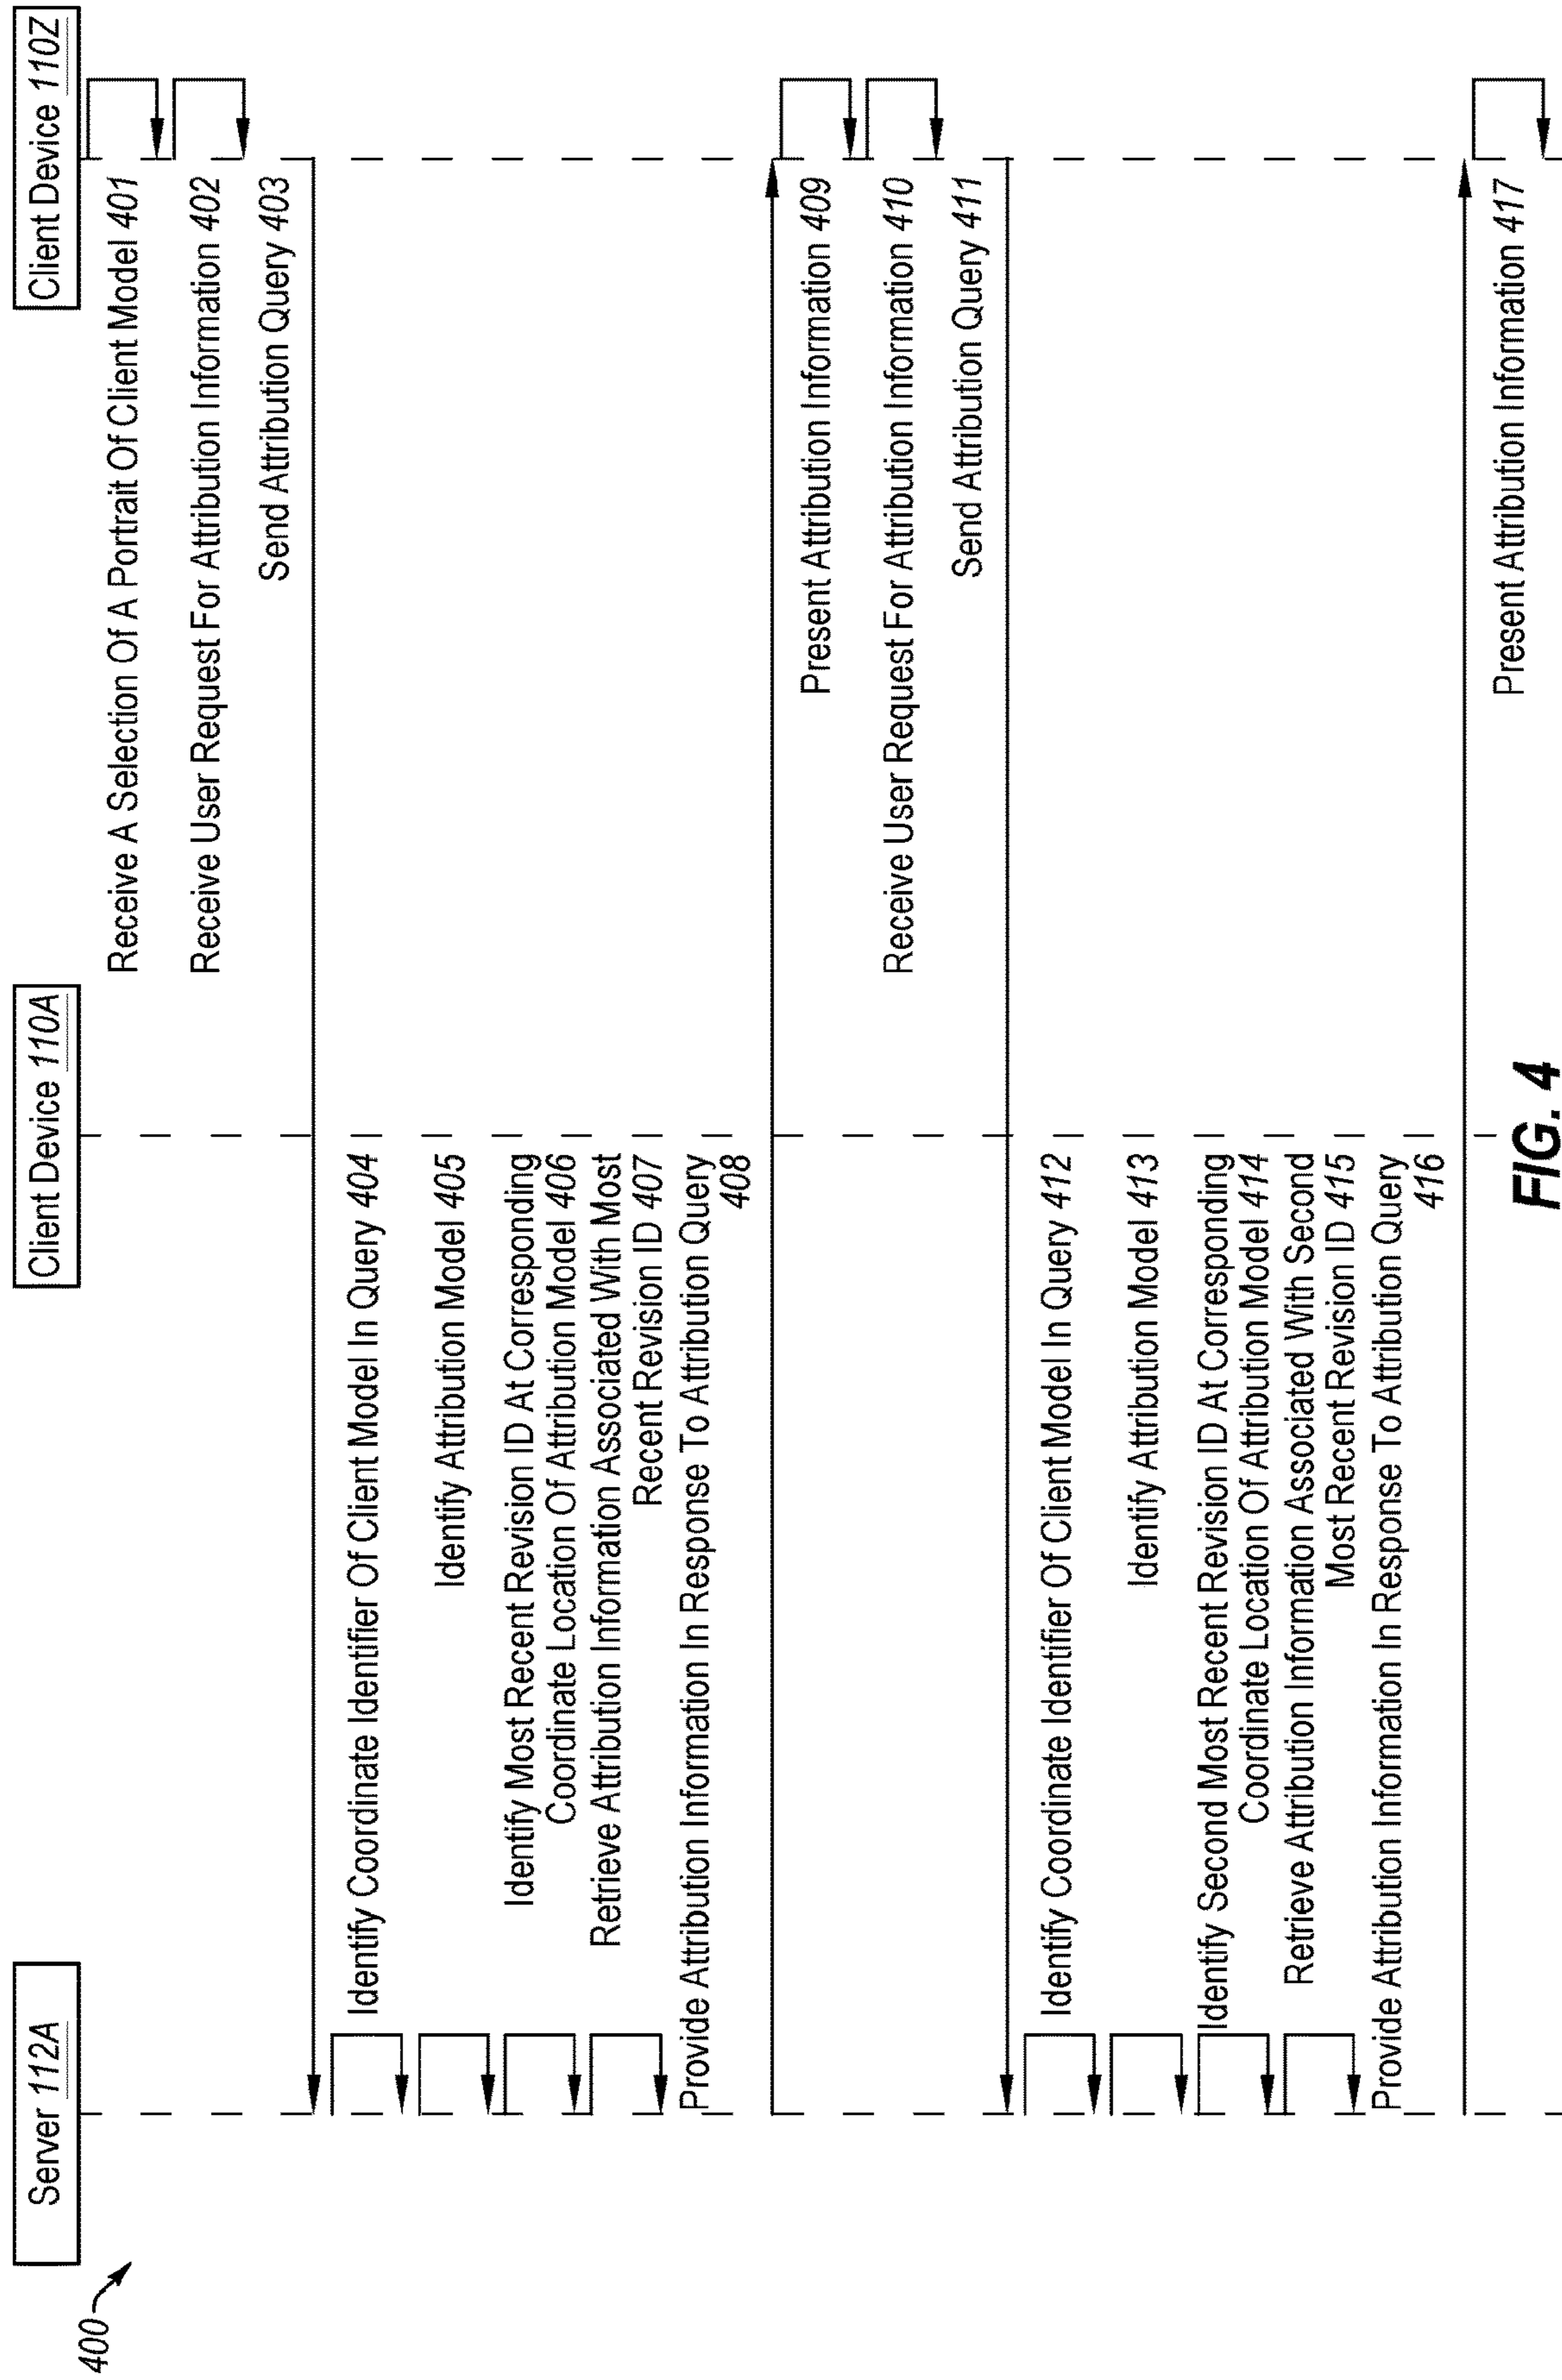 400
Server 112A
Client Device 110A
Client Device 110Z
Receive A Selection Of A Portrait Of Client Model 401
Receive User Request For Attribution Information 402
Send Attribution Query 403
Identify Coordinate Identifier Of Client Model In Query 404
Identify Attribution Model 405
Identify Most Recent Revision ID At Corresponding
Coordinate Location Of Attribution Model 406
Retrieve Attribution Information Associated With Most
Recent Revision ID 407
Provide Attribution Information In Response To Attribution Query
408
Present Attribution Information 409
Receive User Request For Attribution Information 410
Send Attribution Query 411
Identify Coordinate Identifier Of Client Model In Query 412
Identify Attribution Model 413
Identify Second Most Recent Revision ID At Corresponding
Coordinate Location Of Attribution Model 414
Retrieve Attribution Information Associated With Second
Most Recent Revision ID 415
Provide Attribution Information In Response To Attribution Query
416
Present Attribution Information 417
FIG. 4